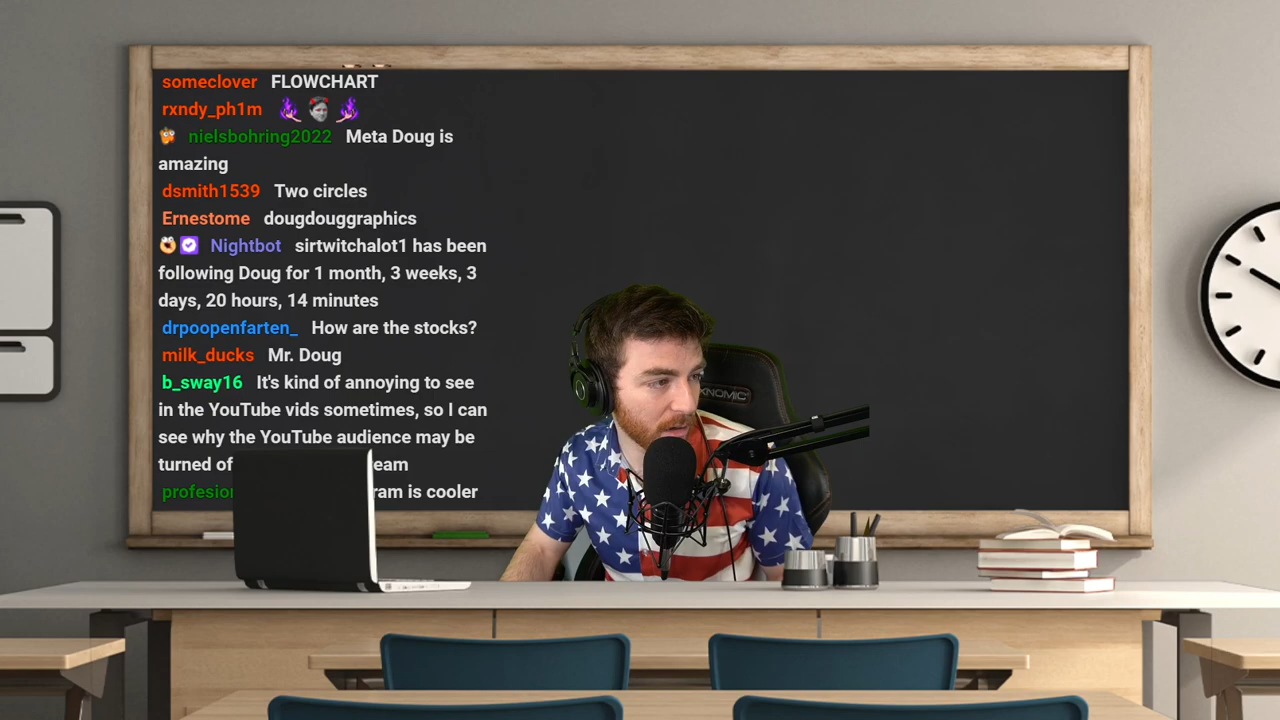 someclover FLOWCHART
rxndy_ph1m
nielsbohring2022 Meta Doug is
amazing
dsmith1539 Two circles
Ernestome dougdouggraphics
Nightbot sirtwitchalot1 has been
following Doug for 1 month, 3 weeks, 3
days, 20 hours, 14 minutes
drpoopenfarten_ How are the stocks?
milk_ducks Mr. Doug
b_sway16 It's kind of annoying to see
in the YouTube vids sometimes, so I can
see why the YouTube audience may be
turned
is cooler